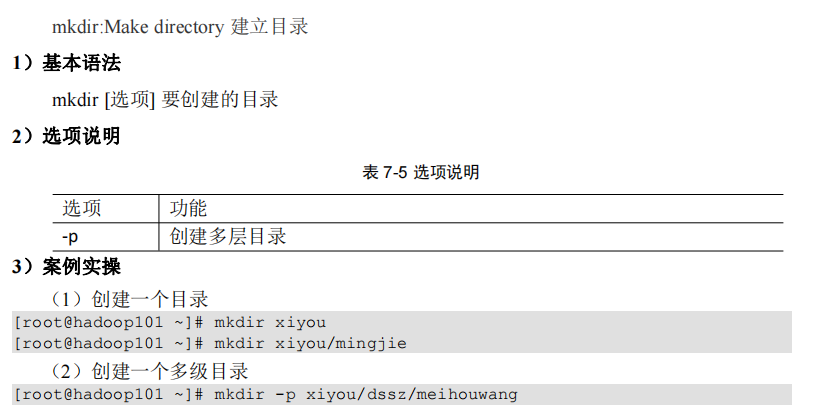 mkdir:Make directory 建立目录
1）基本语法
mkdir [选项] 要创建的目录
2）选项说明
表 7-5 选项说明
选项 功能
-p 创建多层目录
3）案例实操
（1）创建一个目录
[root@hadoop101 ~]# mkdir xiyou
[root@hadoop101 ~]# mkdir xiyou/mingjie
（2）创建一个多级目录
[root@hadoop101 ~]# mkdir -p xiyou/dssz/meihouwang